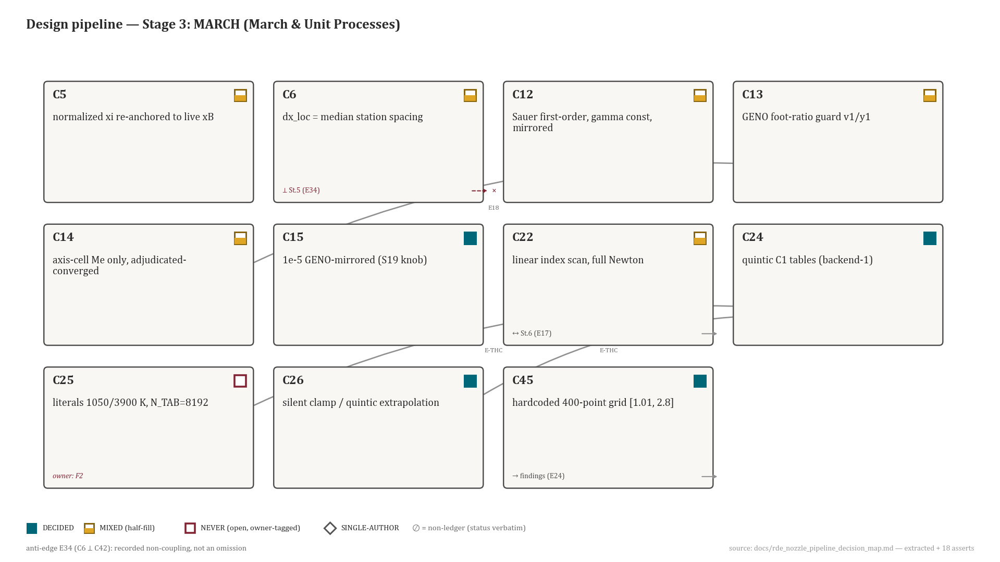 Design pipeline — Stage 3: MARCH (March & Unit Processes)
C5
normalized xi re-anchored to live xB
C6
dx_loc = median station spacing
⊥ St.5 (E34)
×
C12
Sauer first-order, gamma const,
mirrored
C13
GENO foot-ratio guard v1/y1
E18
C14
axis-cell Me only, adjudicated-
converged
C15
1e-5 GENO-mirrored (S19 knob)
C22
linear index scan, full Newton
↔ St.6 (E17)
C24
quintic C1 tables (backend-1)
E-THC
E-THC
C25
literals 1050/3900 K, N_TAB=8192
owner: F2
C26
silent clamp / quintic extrapolation
C45
hardcoded 400-point grid [1.01, 2.8]
→ findings (E24)
DECIDED
MIXED (half-fill)
NEVER (open, owner-tagged)
SINGLE-AUTHOR
∅ = non-ledger (status verbatim)
anti-edge E34 (C6 ⊥ C42): recorded non-coupling, not an omission
source: docs/rde_nozzle_pipeline_decision_map.md — extracted + 18 asserts